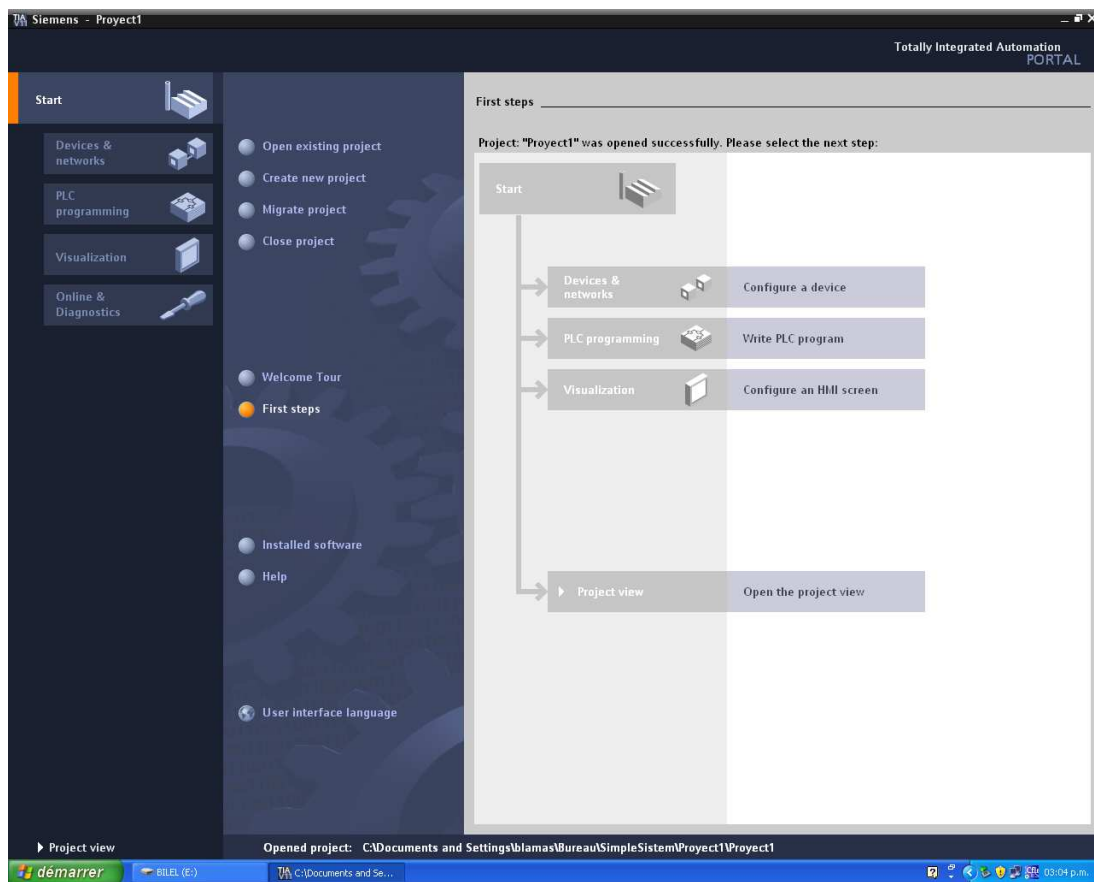 Siemens - Proyect1
Totally Integrated Automation
PORTAL
Start
Devices &
networks
PLC
programming
Visualization
Online &
Diagnostics
Open existing project
Create new project
Migrate project
Close project
Welcome Tour
First steps
Installed software
Help
User interface language
First steps
Project: "Proyect1" was opened successfully. Please select the next step:
Start
Devices &
networks
Configure a device
PLC programming
Write PLC program
Visualization
Configure an HMI screen
Project view
Open the project view
Project view
Opened project: C:\Documents and Settings\blamas\Bureau\SimpleSistem\Proyect1\Proyect1
démarrer
BILEL (E:)
C:\Documents and Se...
03:04 p.m.